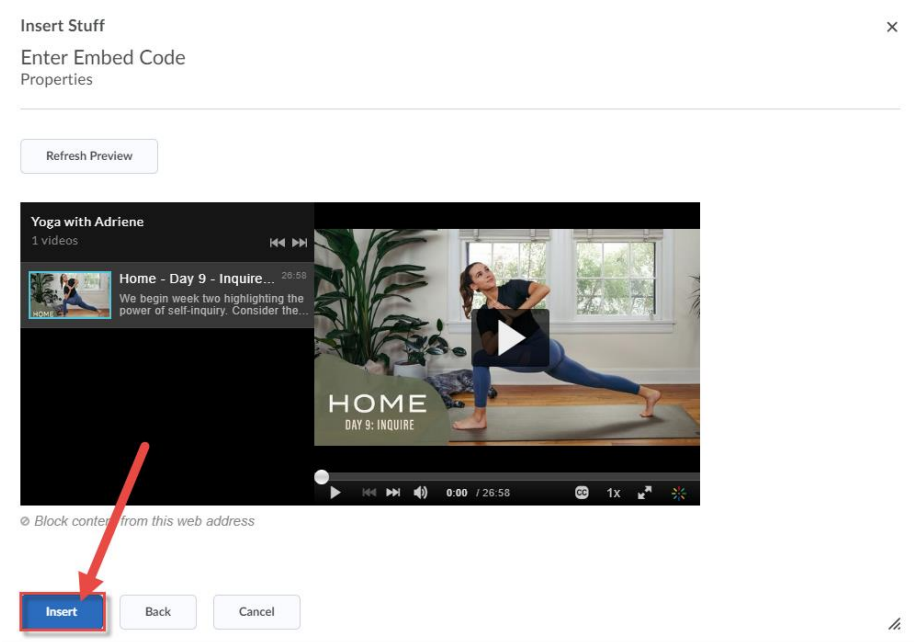 Insert Stuff
Enter Embed Code
Properties
Refresh Preview
Yoga with Adriene
1 videos
Home - Day 9 - Inquire... 26:58
We begin week two highlighting the
power of self-inquiry. Consider the...
HOME
HOME
DAY 9: INQUIRE
0:00 / 26:58 CC 1x
Block content from this web address
Insert Back Cancel